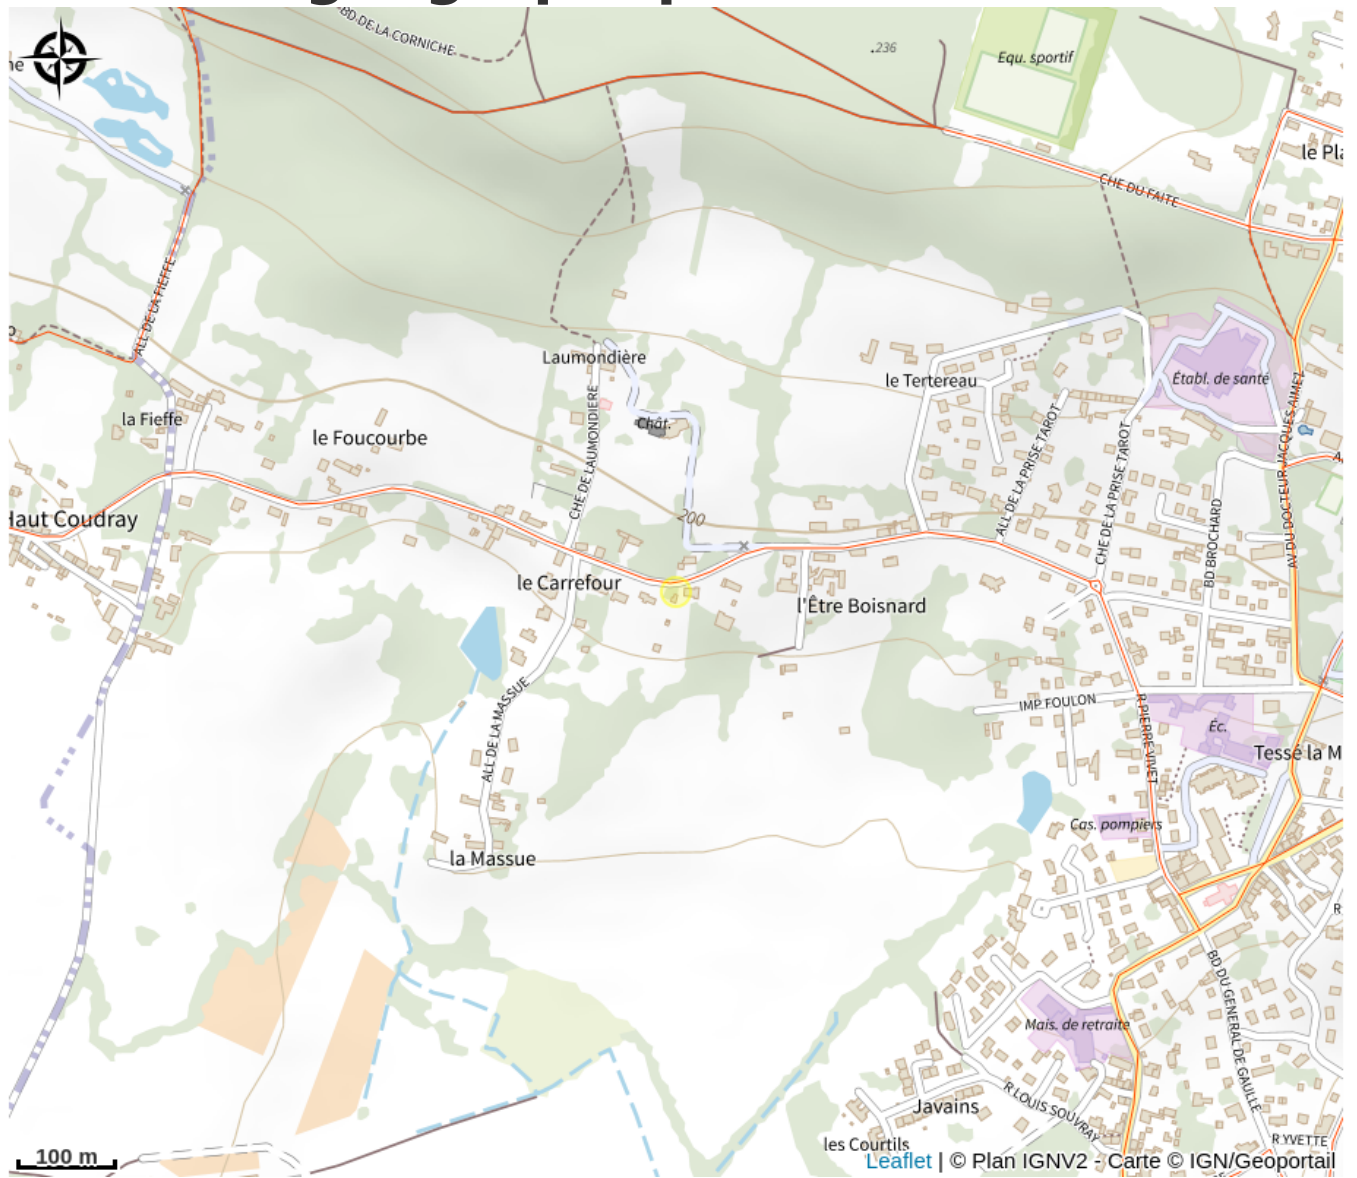 BD DE LA CORNICHE
.236
Equ. sportif
le Pla
CHE DU FAITE
ALL DE LA FIEFFE
Laumondière
le Tertereau
Établ. de santé
la Fieffe
Chât.
le Foucourbe
CHE DE LAUMONDIERE
ALL DE LA PRISE TAROT
CHE DE LA PRISE TAROT
AV DU DOCTEUR JACQUES AIMEZ
BD BROCHARD
200
Haut Coudray
le Carrefour
l'Être Boisnard
ALL DE LA MASSUE
IMP FOULON
R PIERRE VIVET
Éc.
Tessé la M
Cas. pompiers
la Massue
BD DU GENERAL DE GAULLE
Mais. de retraite
R LOUIS SOUVRAY
Javains
les Courtils
R YVETTE
100 m
Leaflet | © Plan IGNV2 - Carte © IGN/Geoportail